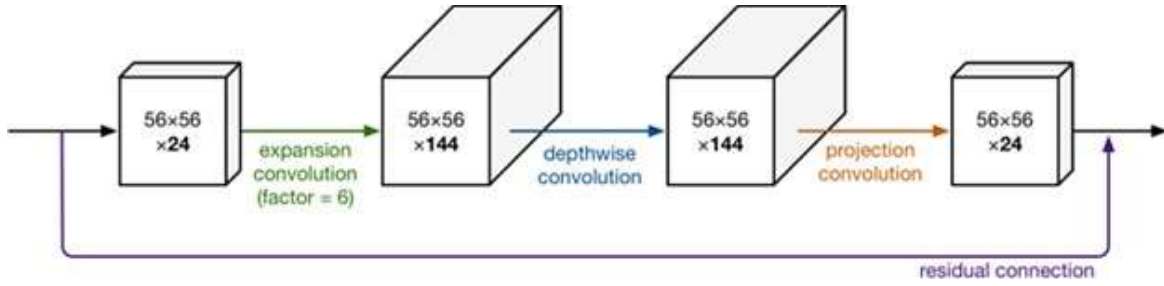 56×56
×24
expansion
convolution
(factor = 6)
56×56
×144
depthwise
convolution
56×56
×144
projection
convolution
56×56
×24
residual connection